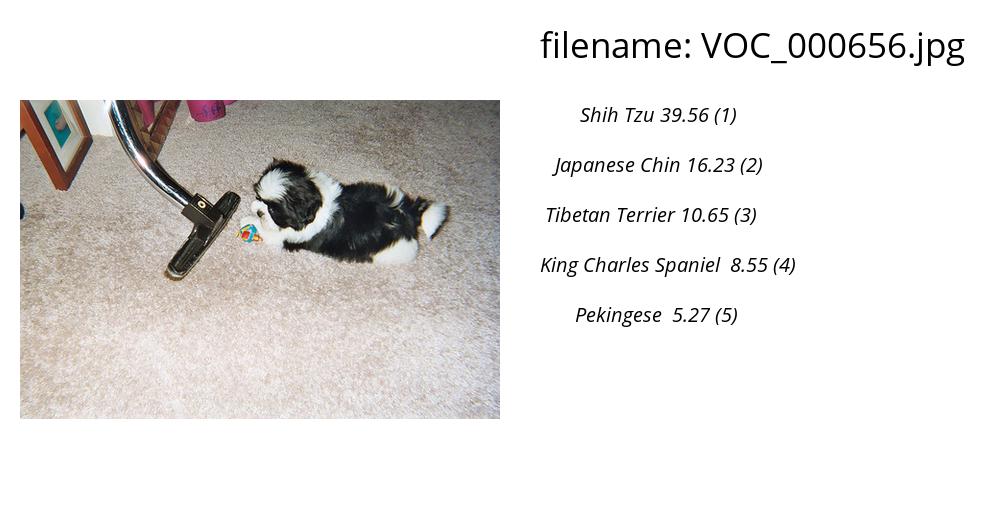 filename: VOC_000656.jpg
Shih Tzu 39.56 (1)
Japanese Chin 16.23 (2)
Tibetan Terrier 10.65 (3)
King Charles Spaniel 8.55 (4)
Pekingese 5.27 (5)